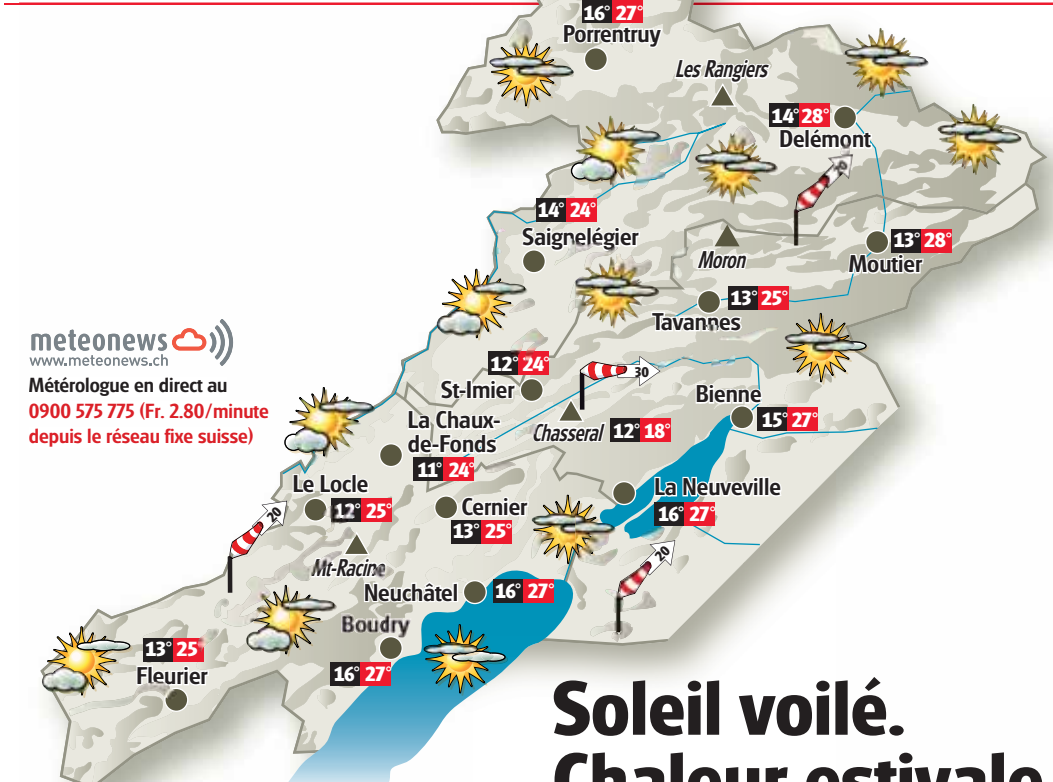 16° 27°
Porrentruy
Les Rangiers
14° 28°
Delémont
20
14° 24°
Saignelégier
Moron
13° 28°
Moutier
13° 25°
Tavannes
meteonews
www.meteonews.ch
Métérologue en direct au
0900 575 775 (Fr. 2.80/minute
depuis le réseau fixe suisse)
12° 24°
St-Imier
30
Chasseral 12° 18°
Bienne
15° 27°
La Chaux-
de-Fonds
11° 24°
Le Locle
12° 25°
Cernier
13° 25°
La Neuveville
16° 27°
20
Mt-Racine
20
Neuchâtel 16° 27°
Boudry
16° 27°
13° 25°
Fleurier
Soleil voilé.
Chaleur estivale